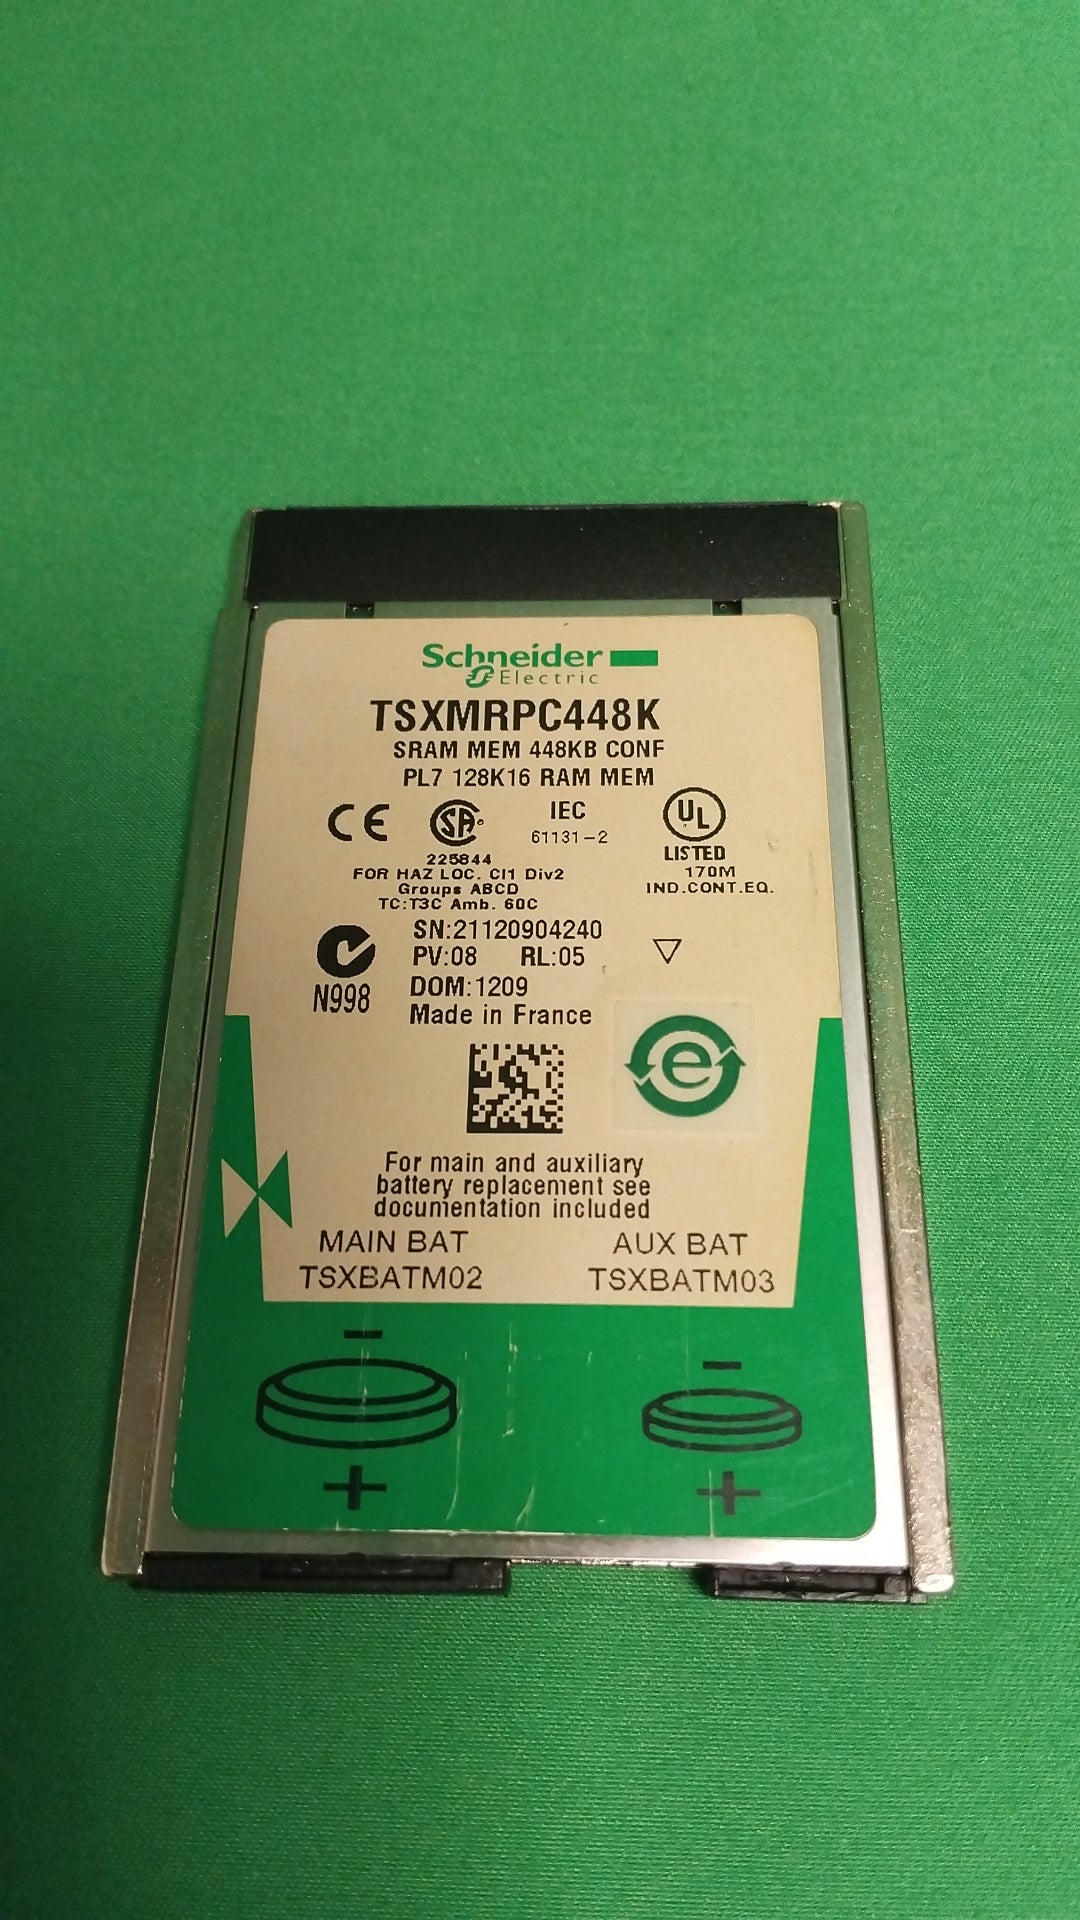 Schneider
Electric
TSXMRPC448K
SRAM MEM 448KB CONF
PL7 128K16 RAM MEM
CE SA IEC UL
61131-2
225844 LISTED
FOR HAZ LOC. Cl1 Div2 170M
Groups ABCD IND.CONT.EQ.
TC:T3C Amb. 60C
SN:21120904240
PV:08 RL:05
N998 DOM:1209
Made in France
e
For main and auxiliary
battery replacement see
documentation included
MAIN BAT AUX BAT
TSXBATM02 TSXBATM03
- -
+ +